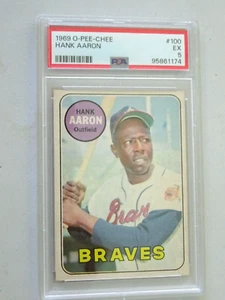 1969 O-PEE-CHEE #100
HANK AARON EX
5
PSA 95861174
HANK
AARON
Outfield
Braves
BRAVES